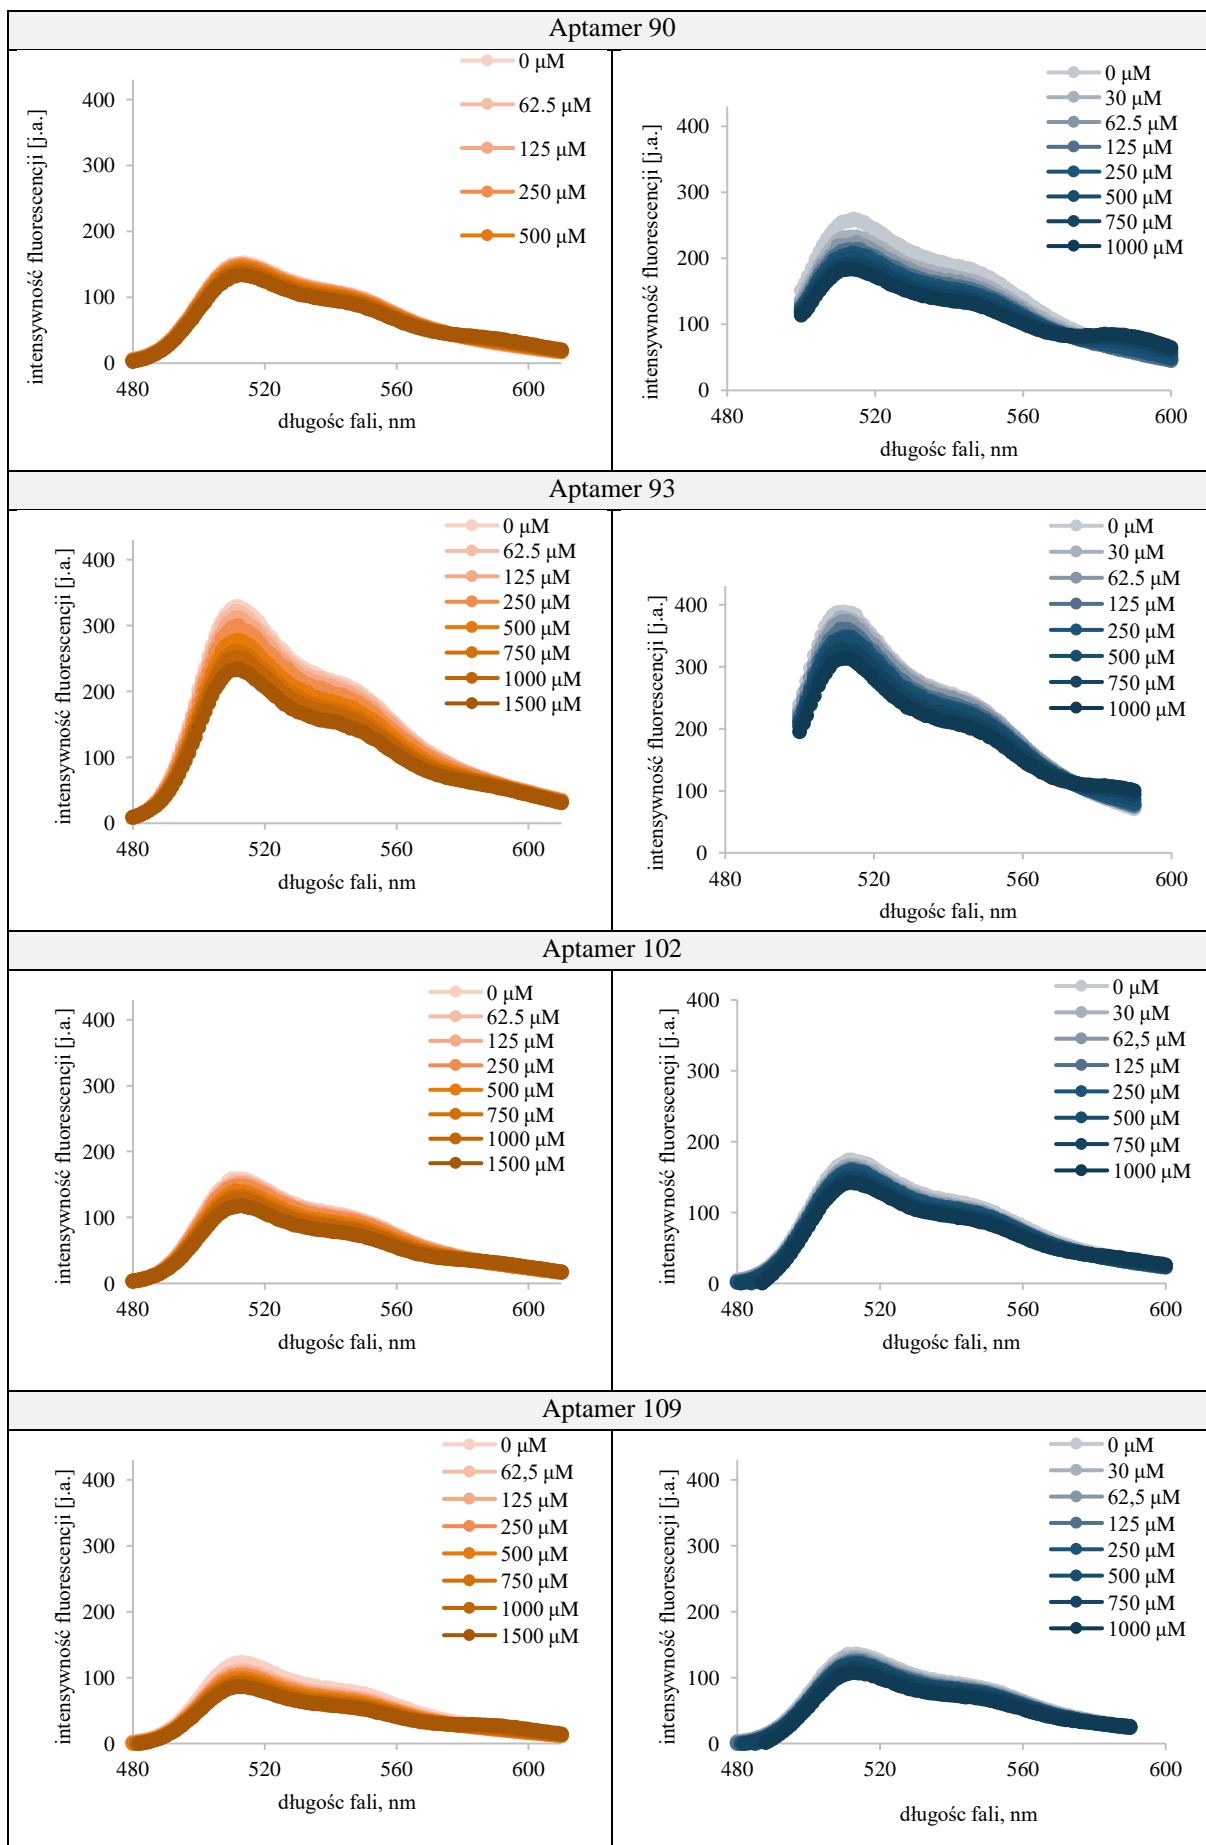 Aptamer 90
intensywność fluorescencji [j.a.]
400
300
200
100
0
480
520
560
600
długośc fali, nm
0 μM
62.5 μM
125 μM
250 μM
500 μM
intensywność fluorescencji [j.a.]
400
300
200
100
0
480
520
560
600
długośc fali, nm
0 μM
30 μM
62.5 μM
125 μM
250 μM
500 μM
750 μM
1000 μM
Aptamer 93
intensywność fluorescencji [j.a.]
400
300
200
100
0
480
520
560
600
długośc fali, nm
0 μM
62.5 μM
125 μM
250 μM
500 μM
750 μM
1000 μM
1500 μM
intensywność fluorescencji [j.a.]
400
300
200
100
0
480
520
560
600
długośc fali, nm
0 μM
30 μM
62.5 μM
125 μM
250 μM
500 μM
750 μM
1000 μM
Aptamer 102
intensywność fluorescencji [j.a.]
400
300
200
100
0
480
520
560
600
długośc fali, nm
0 μM
62.5 μM
125 μM
250 μM
500 μM
750 μM
1000 μM
1500 μM
intensywność fluorescencji [j.a.]
400
300
200
100
0
480
520
560
600
długośc fali, nm
0 μM
30 μM
62,5 μM
125 μM
250 μM
500 μM
750 μM
1000 μM
Aptamer 109
intensywność fluorescencji [j.a.]
400
300
200
100
0
480
520
560
600
długośc fali, nm
0 μM
62,5 μM
125 μM
250 μM
500 μM
750 μM
1000 μM
1500 μM
intensywność fluorescencji [j.a.]
400
300
200
100
0
480
520
560
600
długośc fali, nm
0 μM
30 μM
62,5 μM
125 μM
250 μM
500 μM
750 μM
1000 μM